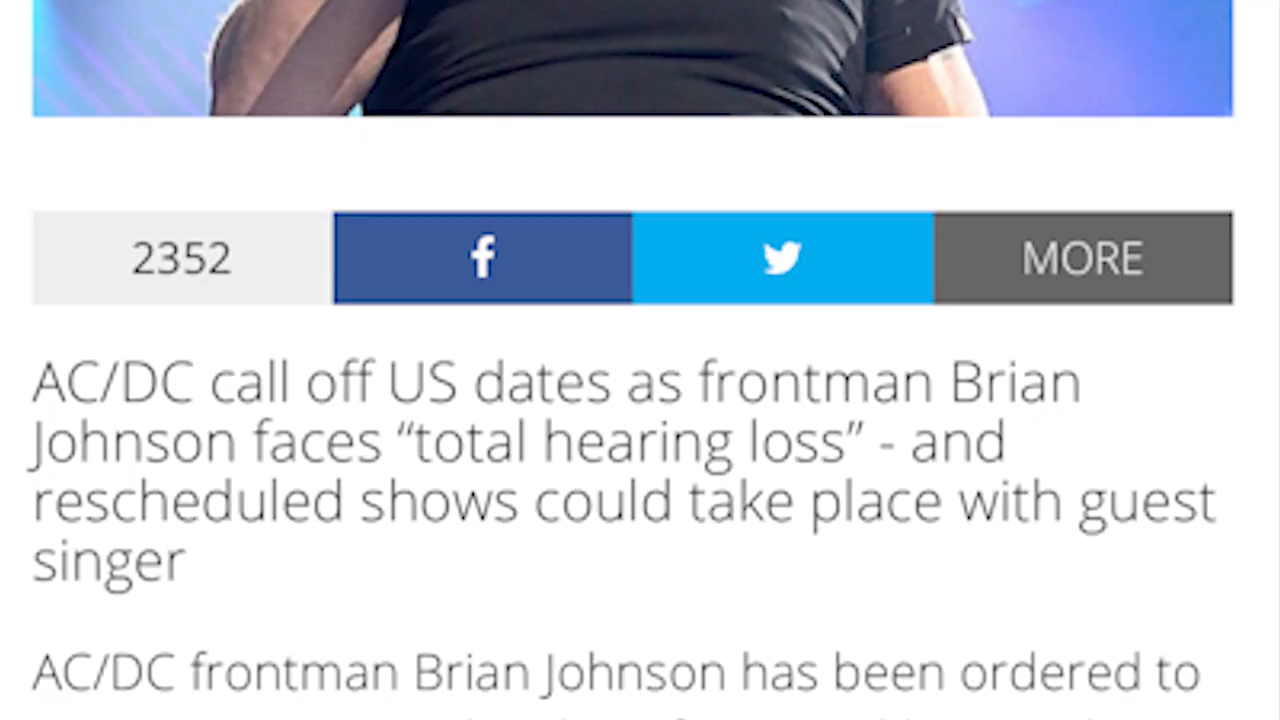 2352
MORE
AC/DC call off US dates as frontman Brian
Johnson faces “total hearing loss” - and
rescheduled shows could take place with guest
singer
AC/DC frontman Brian Johnson has been ordered to